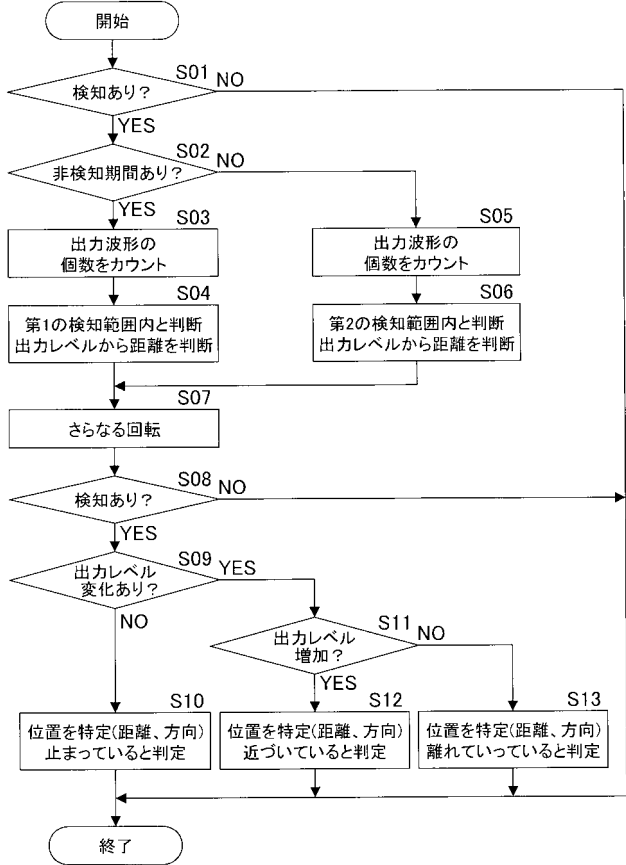 開始
S01
検知あり?
NO
YES
S02
非検知期間あり?
NO
YES
S03
出力波形の
個数をカウント
S05
出力波形の
個数をカウント
S04
第1の検知範囲内と判断
出力レベルから距離を判断
S06
第2の検知範囲内と判断
出力レベルから距離を判断
S07
さらなる回転
S08
検知あり?
NO
YES
S09
出力レベル
変化あり?
YES
NO
S11
出力レベル
増加?
NO
YES
S10
位置を特定(距離、方向)
止まっていると判定
S12
位置を特定(距離、方向)
近づいていると判定
S13
位置を特定(距離、方向)
離れていっていると判定
終了